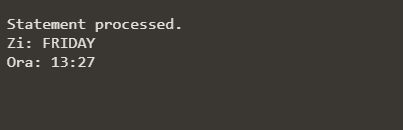 Statement processed.
Zi: FRIDAY
Ora: 13:27